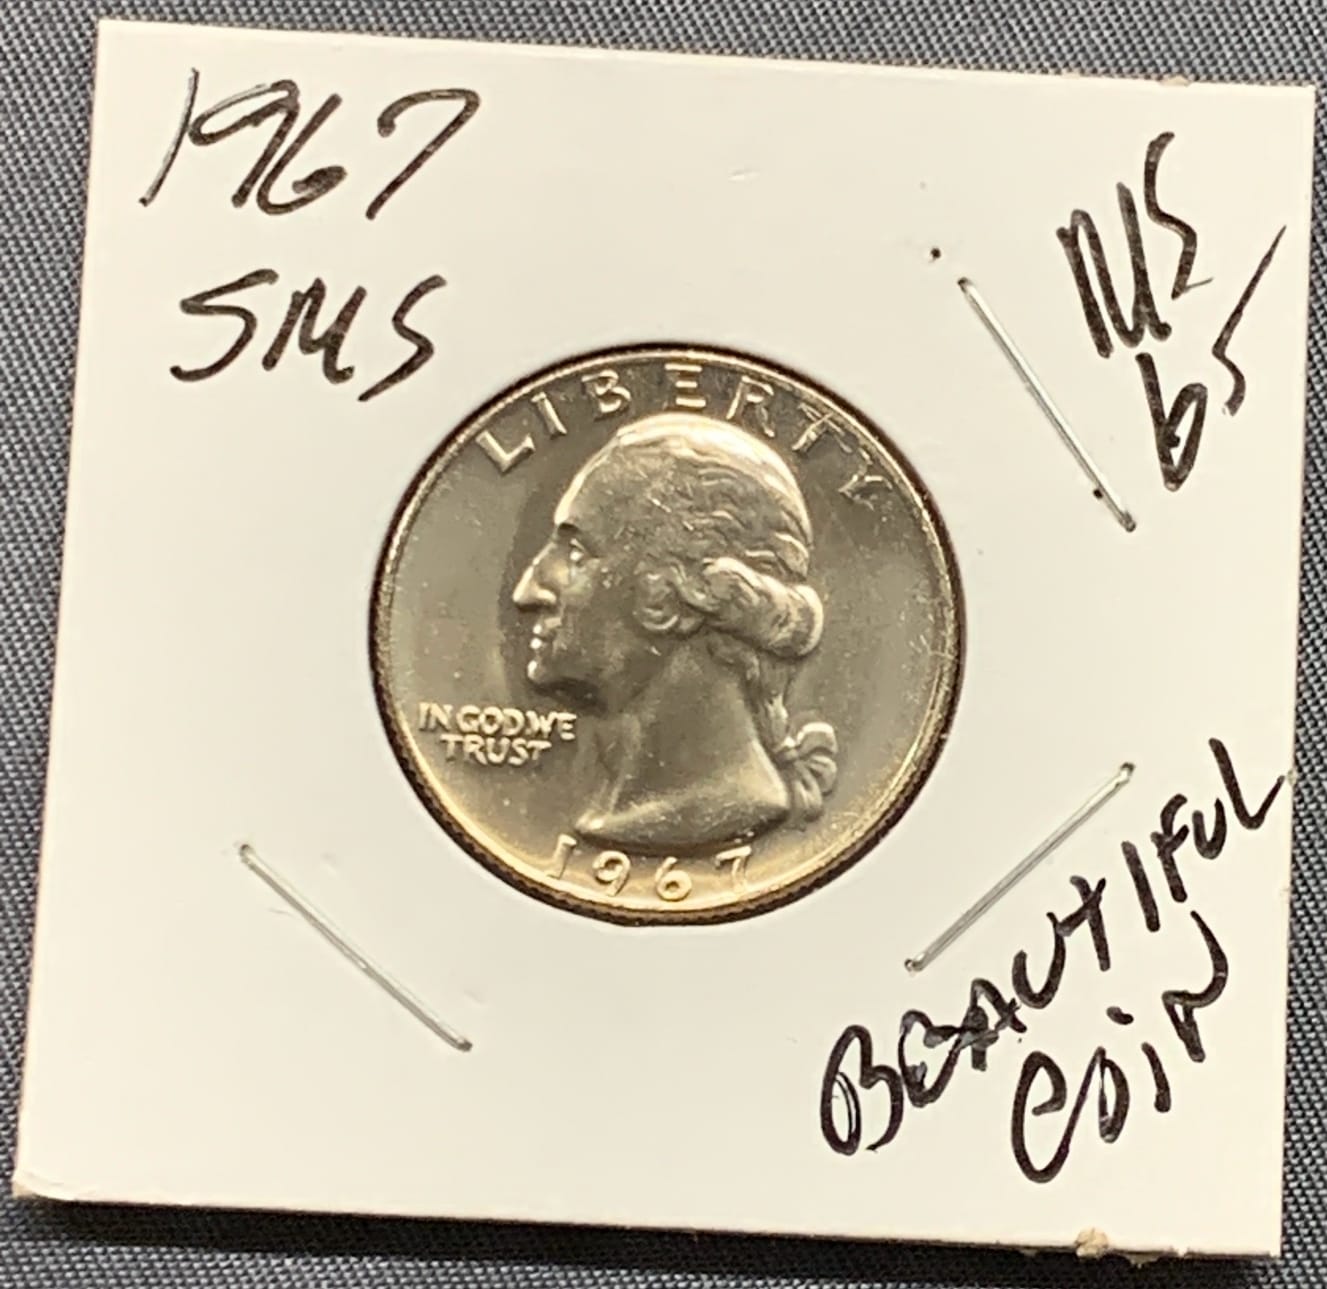 1967
SMS
MS
65
LIBERTY
IN GOD WE
TRUST
1967
BEAUTIFUL
COIN